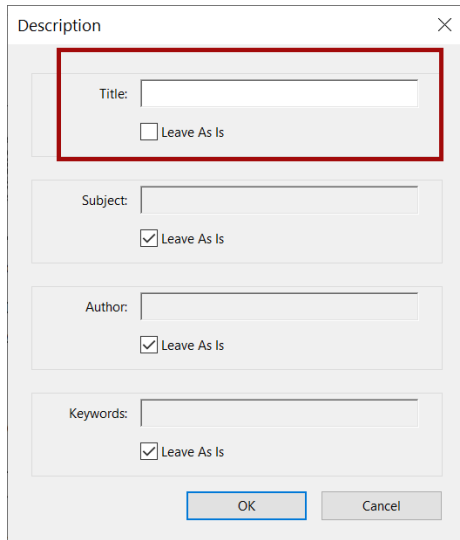 Description
Title:
Leave As Is
Subject:
Leave As Is
Author:
Leave As Is
Keywords:
Leave As Is
OK Cancel